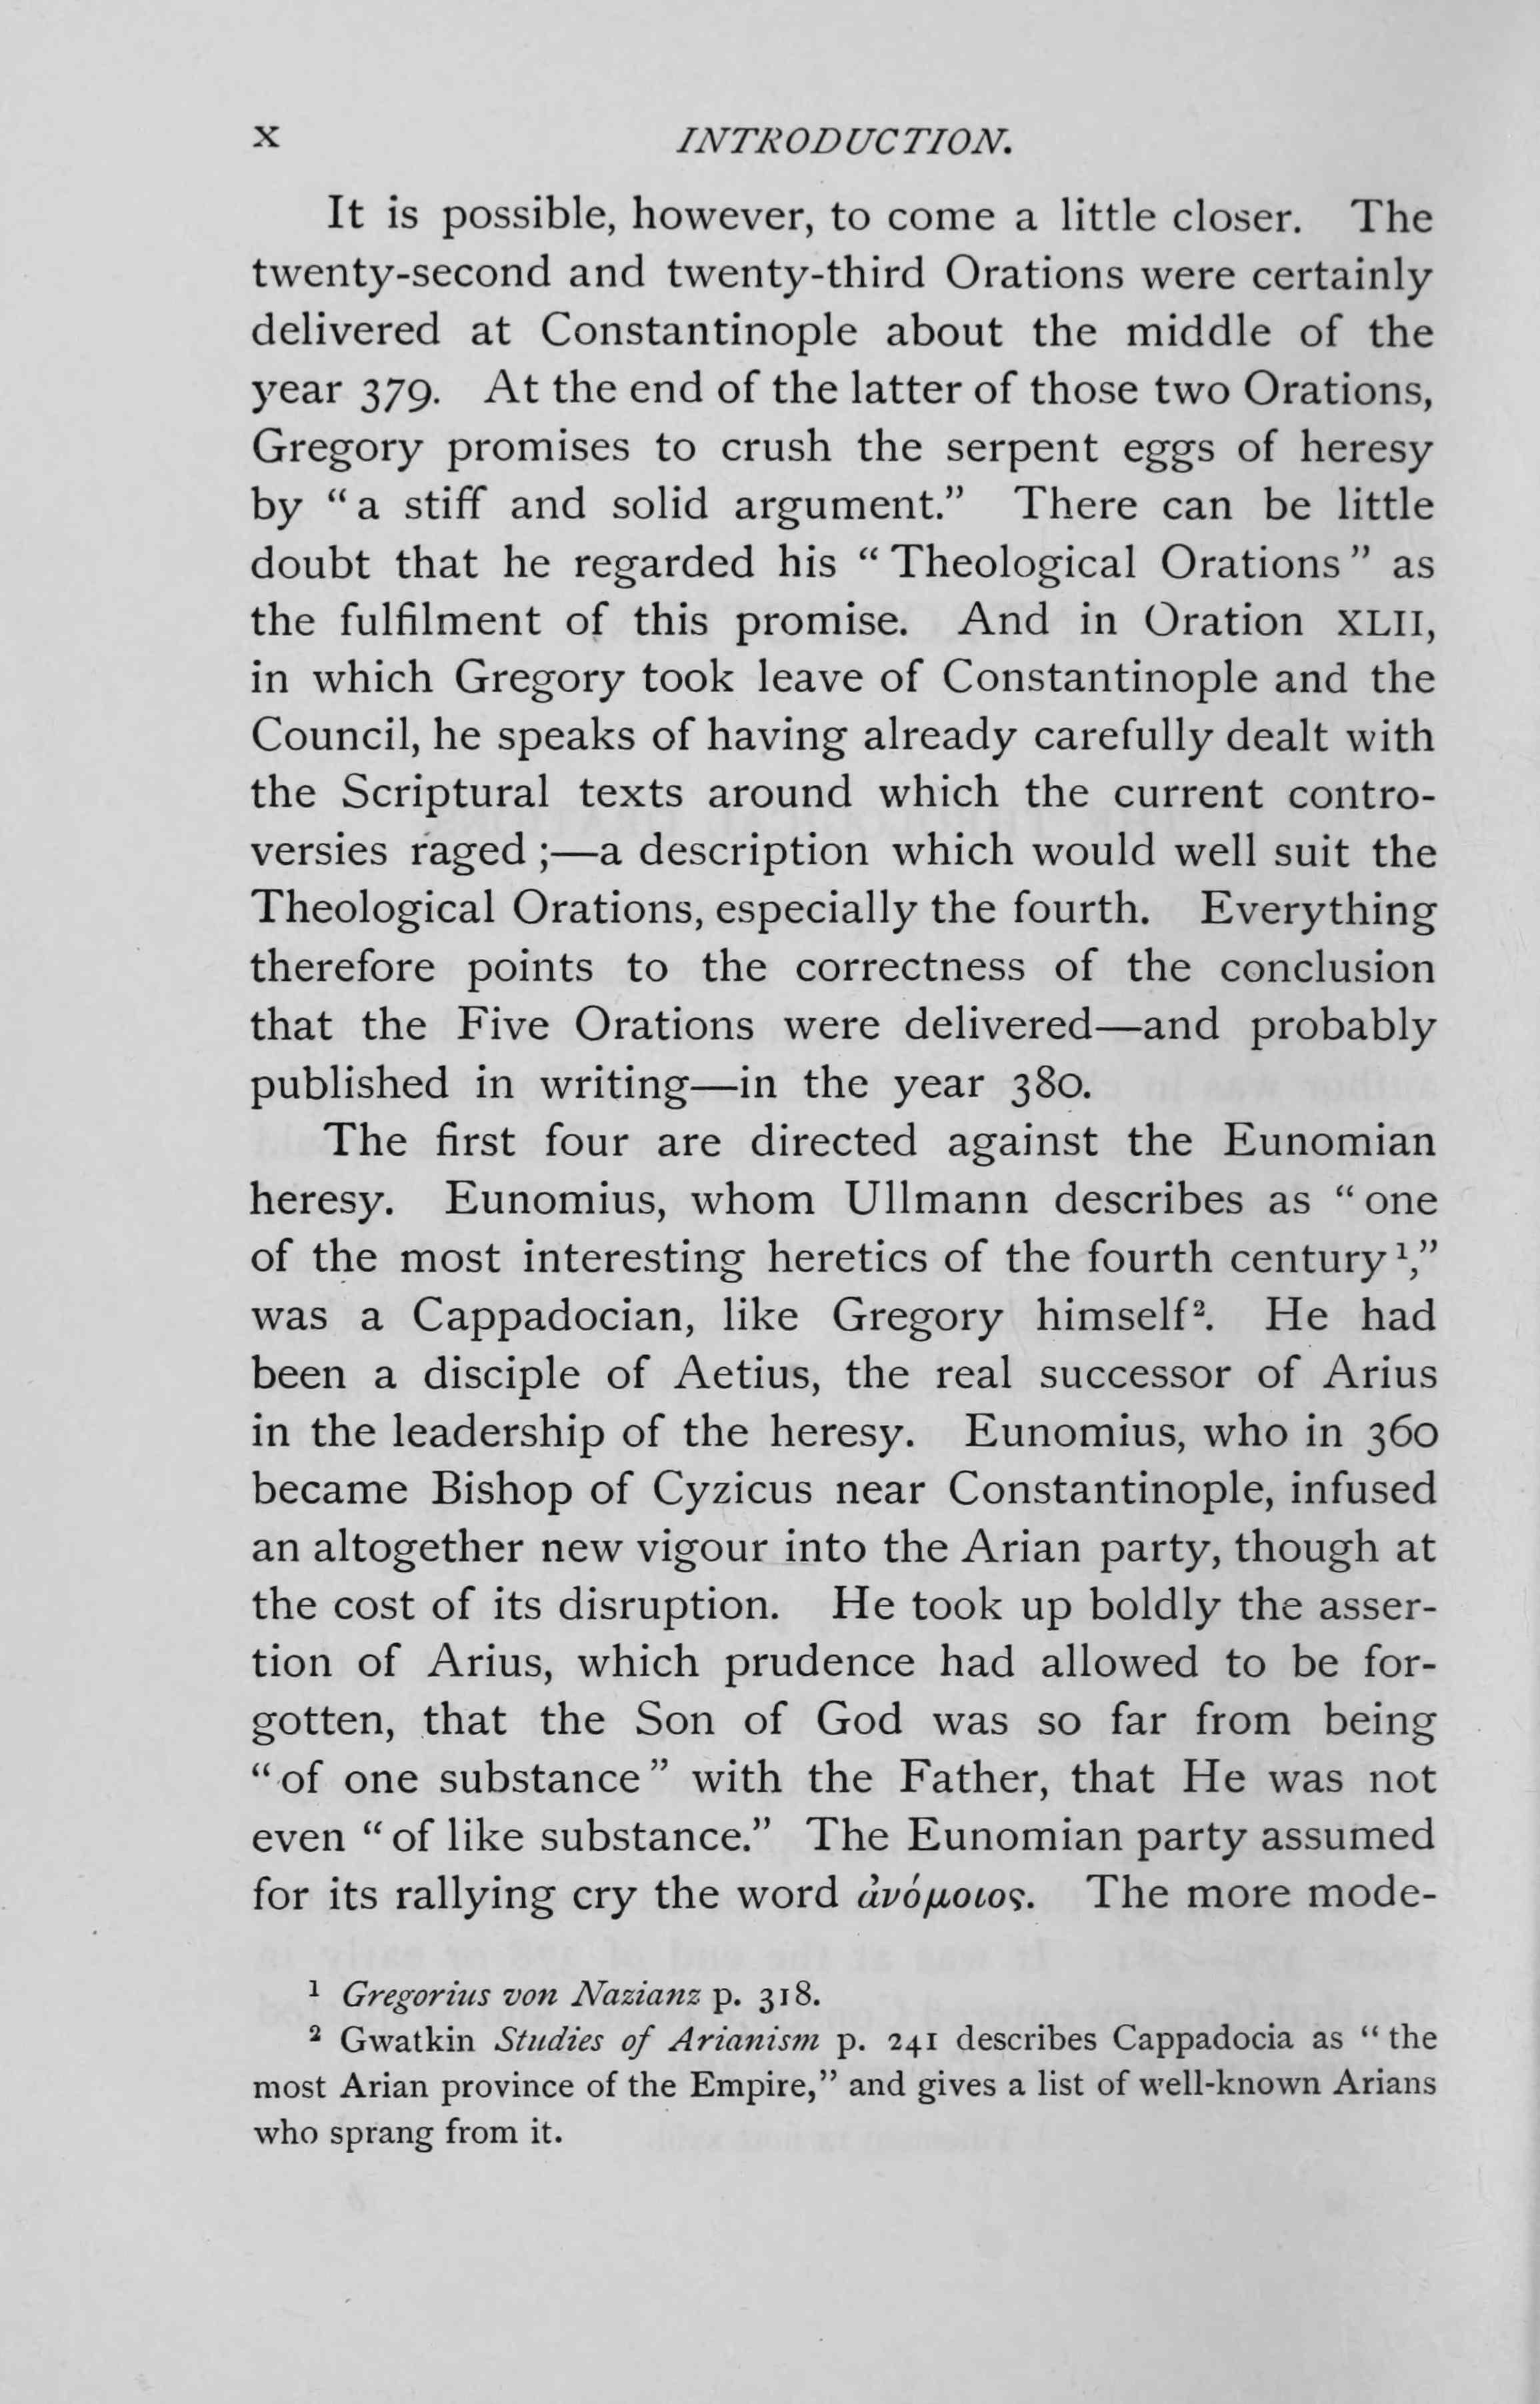 x INTRODUCTION.
It is possible, however, to come a little closer. The
twenty-second and twenty-third Orations were certainly
delivered at Constantinople about the middle of the
year 379. At the end of the latter of those two Orations,
Gregory promises to crush the serpent eggs of heresy
by “a stiff and solid argument.” There can be little
doubt that he regarded his “Theological Orations” as
the fulfilment of this promise. And in Oration XLII,
in which Gregory took leave of Constantinople and the
Council, he speaks of having already carefully dealt with
the Scriptural texts around which the current contro-
versies raged;—a description which would well suit the
Theological Orations, especially the fourth. Everything
therefore points to the correctness of the conclusion
that the Five Orations were delivered—and probably
published in writing—in the year 380.
The first four are directed against the Eunomian
heresy. Eunomius, whom Ullmann describes as “one
of the most interesting heretics of the fourth century¹,”
was a Cappadocian, like Gregory himself². He had
been a disciple of Aetius, the real successor of Arius
in the leadership of the heresy. Eunomius, who in 360
became Bishop of Cyzicus near Constantinople, infused
an altogether new vigour into the Arian party, though at
the cost of its disruption. He took up boldly the asser-
tion of Arius, which prudence had allowed to be for-
gotten, that the Son of God was so far from being
“of one substance” with the Father, that He was not
even “of like substance.” The Eunomian party assumed
for its rallying cry the word ἀνόμοιος. The more mode-
¹ Gregorius von Nazianz p. 318.
² Gwatkin Studies of Arianism p. 241 describes Cappadocia as “the
most Arian province of the Empire,” and gives a list of well-known Arians
who sprang from it.